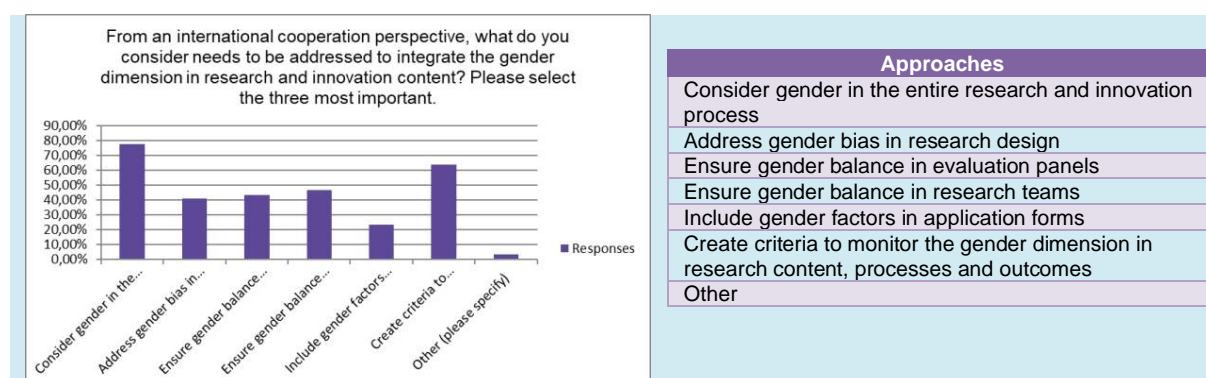 From an international cooperation perspective, what do you
consider needs to be addressed to integrate the gender
dimension in research and innovation content? Please select
the three most important.
90,00%
80,00%
70,00%
60,00%
50,00%
40,00%
30,00%
20,00%
10,00%
0,00%
Consider gender in the...
Address gender bias in...
Ensure gender balance...
Ensure gender balance...
Include gender factors...
Create criteria to...
Other (please specify)
Responses
Approaches
Consider gender in the entire research and innovation
process
Address gender bias in research design
Ensure gender balance in evaluation panels
Ensure gender balance in research teams
Include gender factors in application forms
Create criteria to monitor the gender dimension in
research content, processes and outcomes
Other